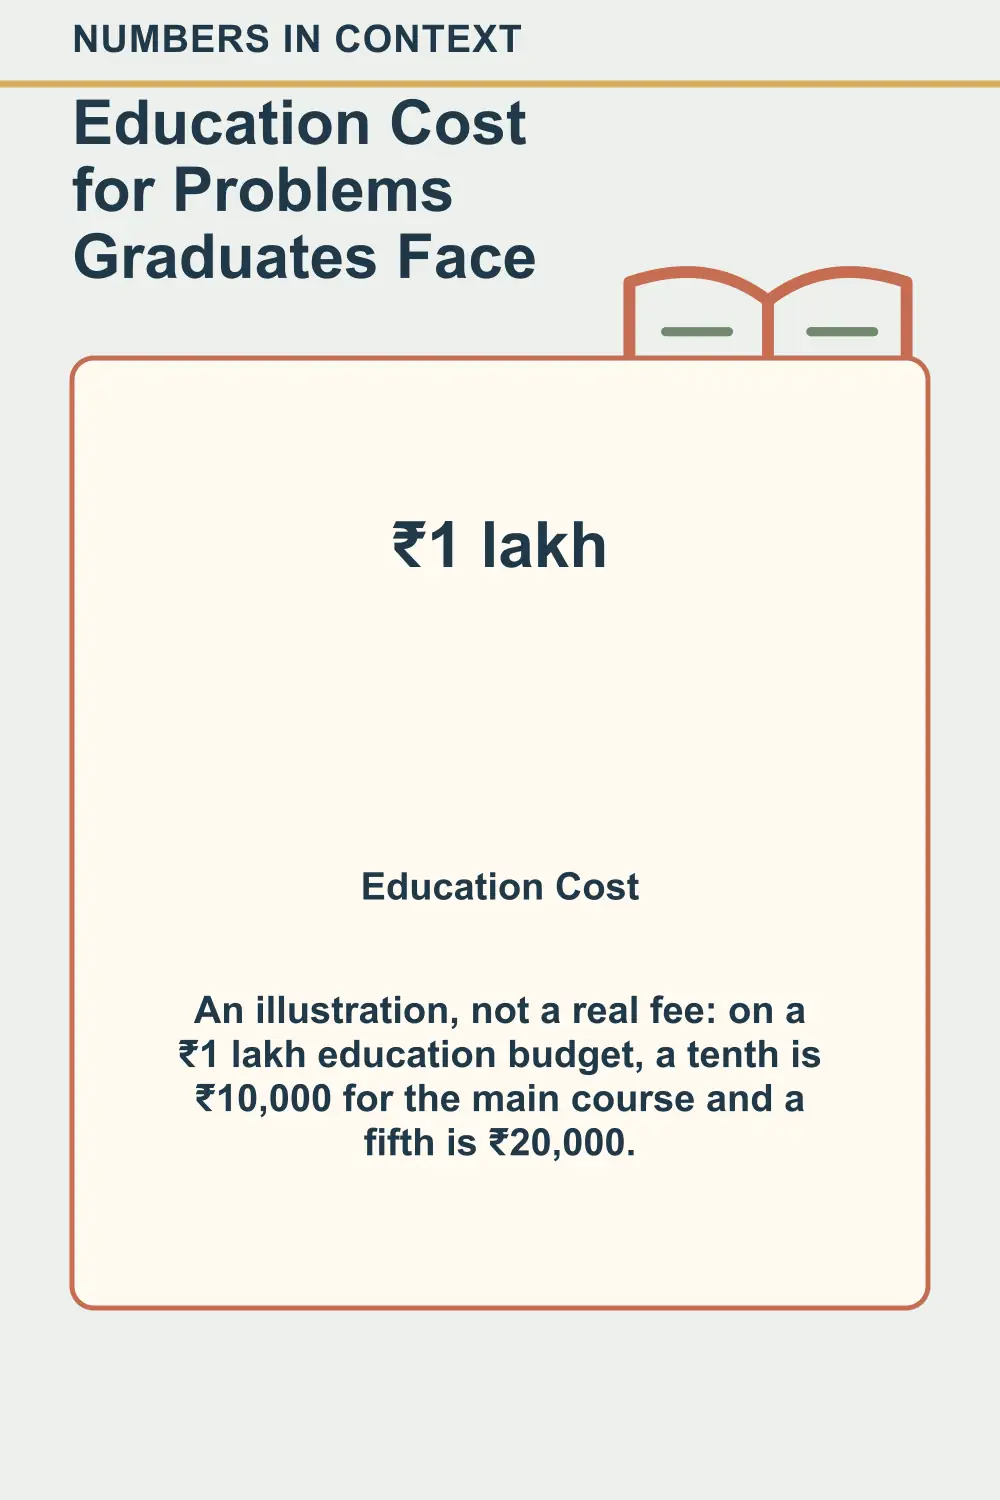 NUMBERS IN CONTEXT
Education Cost
for Problems
Graduates Face
₹1 lakh
Education Cost
An illustration, not a real fee: on a
₹1 lakh education budget, a tenth is
₹10,000 for the main course and a
fifth is ₹20,000.